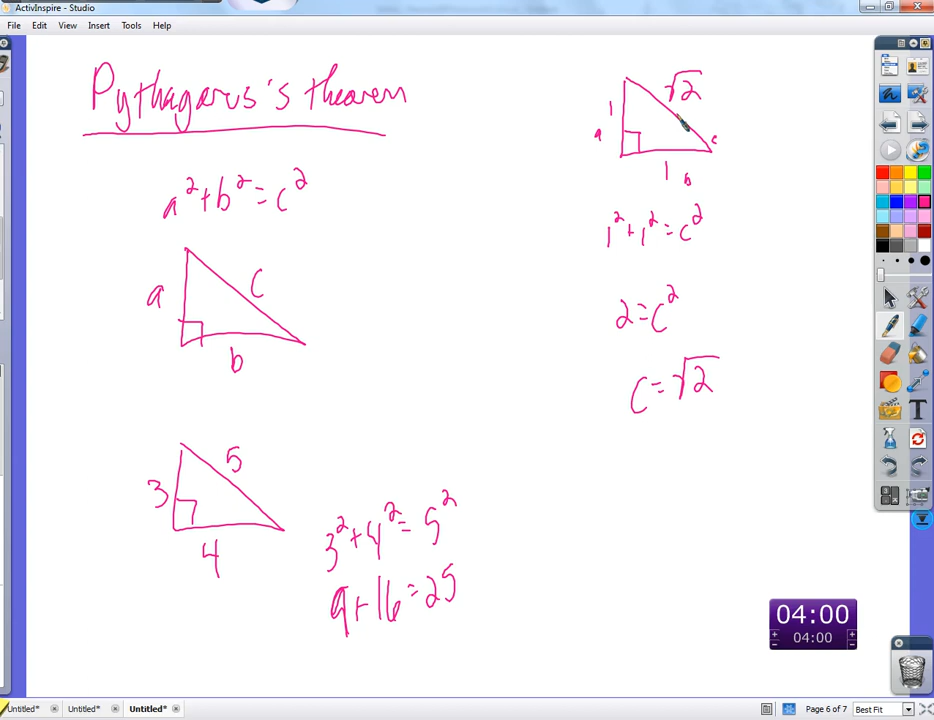 ActivInspire - Studio
File Edit View Insert Tools Help
Pythagorus's theorem
a²+b²=c²
a
c
b
3
5
4
3²+4²=5²
9+16=25
1
√2
a
c
1 b
1²+1²=c²
2=c²
c=√2
04:00
04:00
Untitled* Untitled* Untitled*
Page 6 of 7 Best Fit